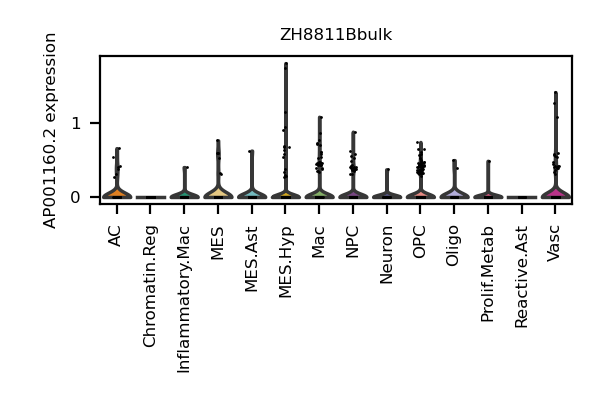 ZH8811Bbulk
AP001160.2 expression
1
0
AC
Chromatin.Reg
Inflammatory.Mac
MES
MES.Ast
MES.Hyp
Mac
NPC
Neuron
OPC
Oligo
Prolif.Metab
Reactive.Ast
Vasc